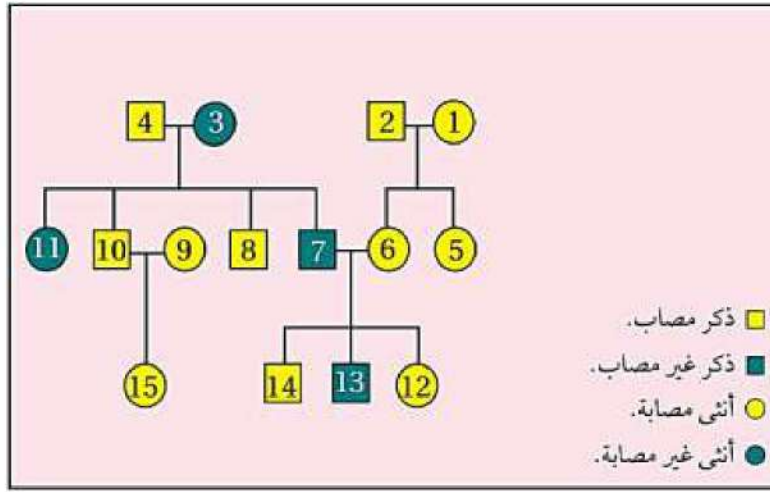 4 3 2 1
11 10 9 8 7 6 5
15 14 13 12
ذكر مصاب.
ذكر غير مصاب.
أنثى مصابة.
أنثى غير مصابة.